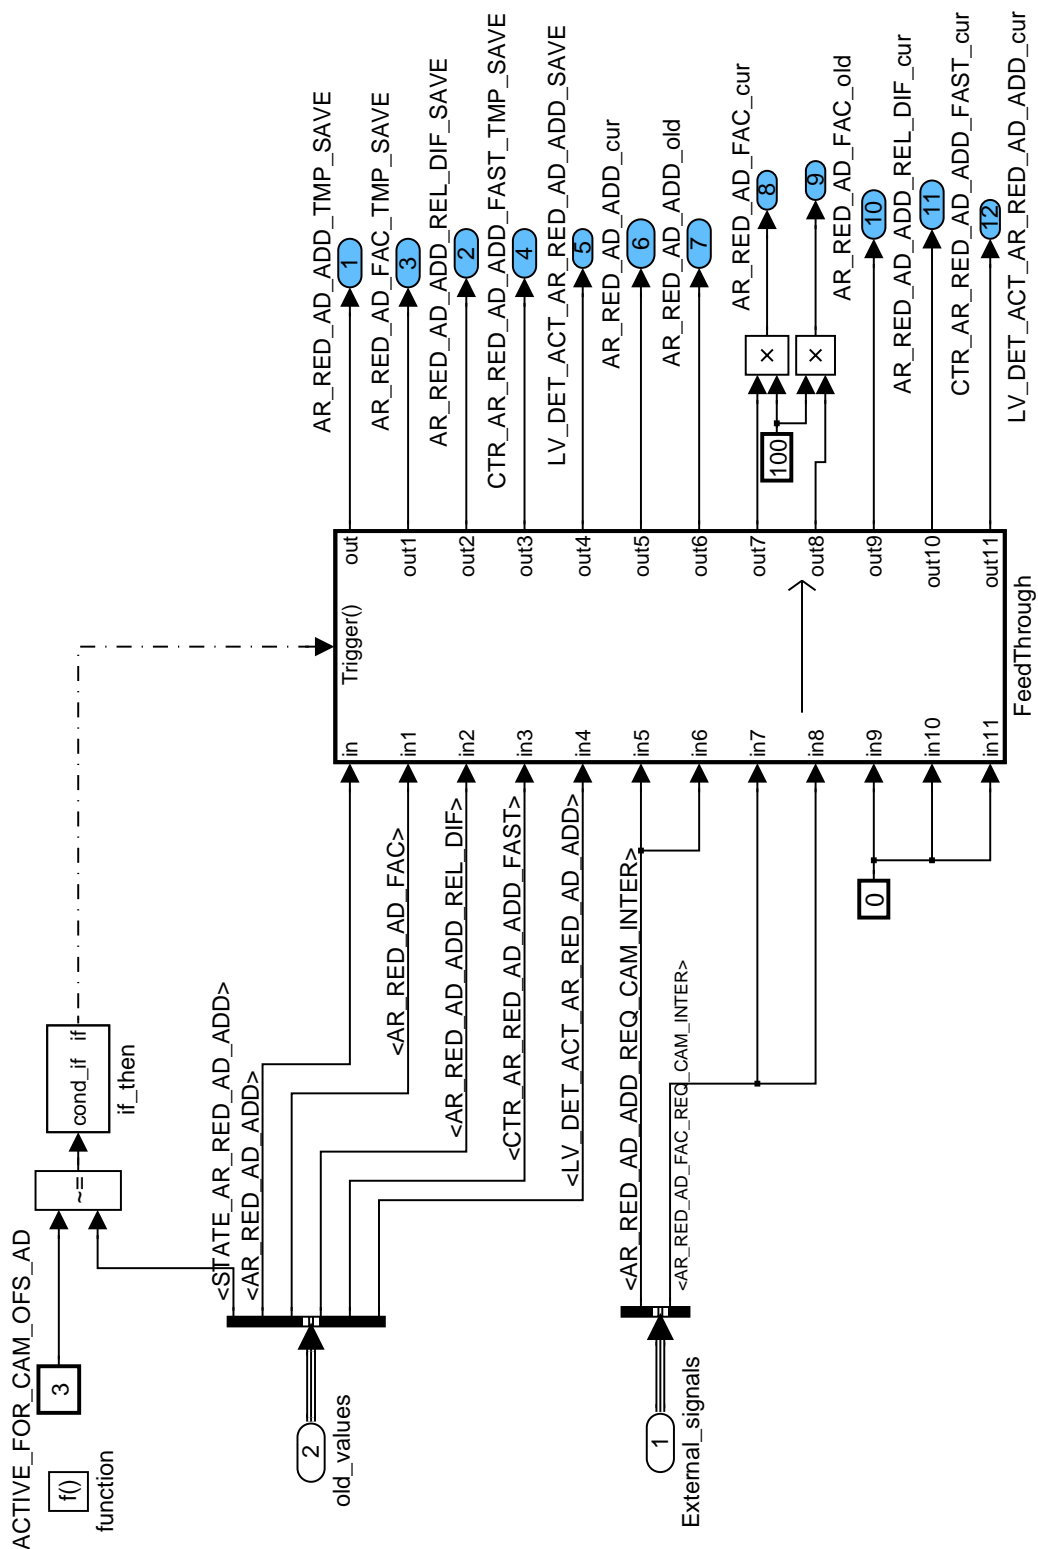 ACTIVE_FOR_CAM_OFS_AD
3
f()
function
~=
cond_if if
if_then
2
old_values
<STATE_AR_RED_AD_ADD>
<AR_RED_AD_ADD>
<AR_RED_AD_FAC>
<AR_RED_AD_ADD_REL_DIF>
<CTR_AR_RED_AD_ADD_FAST>
<LV_DET_ACT_AR_RED_AD_ADD>
1
External_signals
<AR_RED_AD_ADD_REQ_CAM_INTER>
<AR_RED_AD_FAC_REQ_CAM_INTER>
0
Trigger()
in out
in1 out1
in2 out2
in3 out3
in4 out4
in5 out5
in6 out6
in7 out7
in8 out8
in9 out9
in10 out10
in11 out11
FeedThrough
100
×
×
AR_RED_AD_ADD_TMP_SAVE
1
AR_RED_AD_FAC_TMP_SAVE
3
AR_RED_AD_ADD_REL_DIF_SAVE
2
CTR_AR_RED_AD_ADD_FAST_TMP_SAVE
4
LV_DET_ACT_AR_RED_AD_ADD_SAVE
5
AR_RED_AD_ADD_cur
6
AR_RED_AD_ADD_old
7
AR_RED_AD_FAC_cur
8
9
AR_RED_AD_FAC_old
10
AR_RED_AD_ADD_REL_DIF_cur
11
CTR_AR_RED_AD_ADD_FAST_cur
12
LV_DET_ACT_AR_RED_AD_ADD_cur